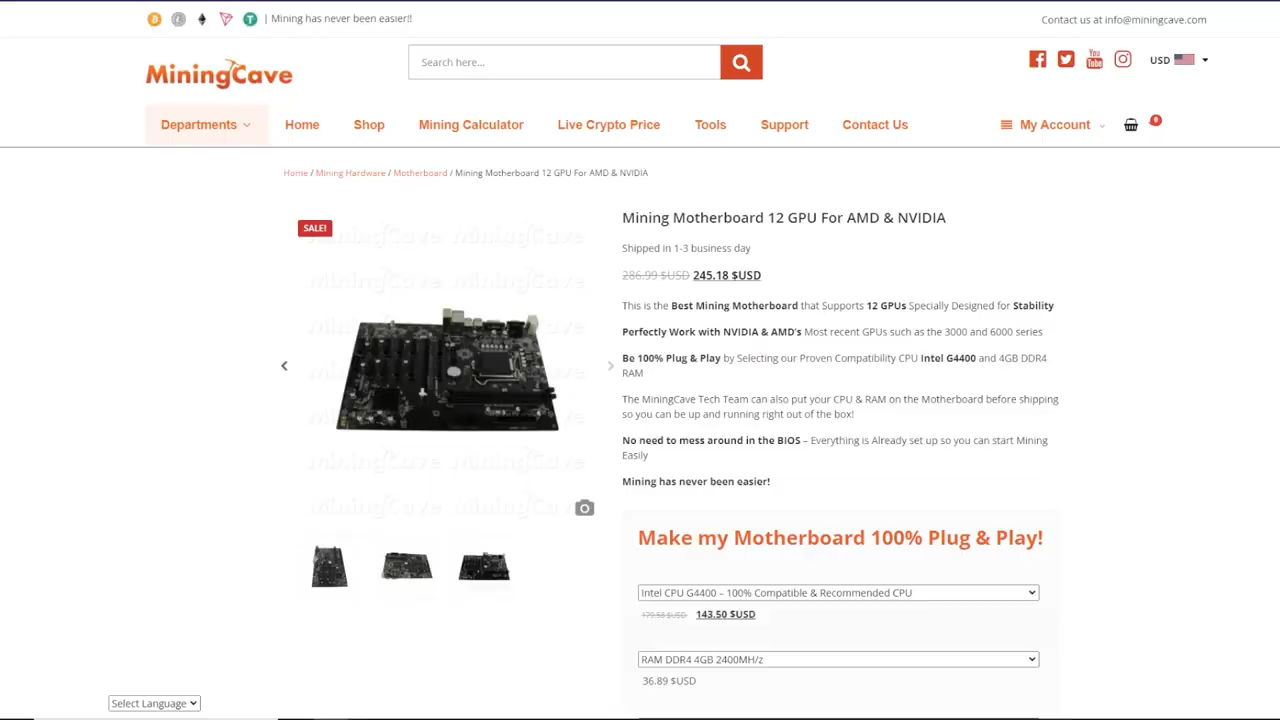 | Mining has never been easier!!
Contact us at info@miningcave.com
MiningCave
Search here...
USD
Departments
Home
Shop
Mining Calculator
Live Crypto Price
Tools
Support
Contact Us
My Account
0
Home / Mining Hardware / Motherboard / Mining Motherboard 12 GPU For AMD & NVIDIA
SALE!
Mining Motherboard 12 GPU For AMD & NVIDIA
Shipped in 1-3 business day
286.99 $USD 245.18 $USD
This is the Best Mining Motherboard that Supports 12 GPUs Specially Designed for Stability
Perfectly Work with NVIDIA & AMD's Most recent GPUs such as the 3000 and 6000 series
Be 100% Plug & Play by Selecting our Proven Compatibility CPU Intel G4400 and 4GB DDR4
RAM
The MiningCave Tech Team can also put your CPU & RAM on the Motherboard before shipping
so you can be up and running right out of the box!
No need to mess around in the BIOS – Everything is Already set up so you can start Mining
Easily
Mining has never been easier!
Make my Motherboard 100% Plug & Play!
Intel CPU G4400 – 100% Compatible & Recommended CPU
143.50 $USD
RAM DDR4 4GB 2400MH/z
36.89 $USD
Select Language